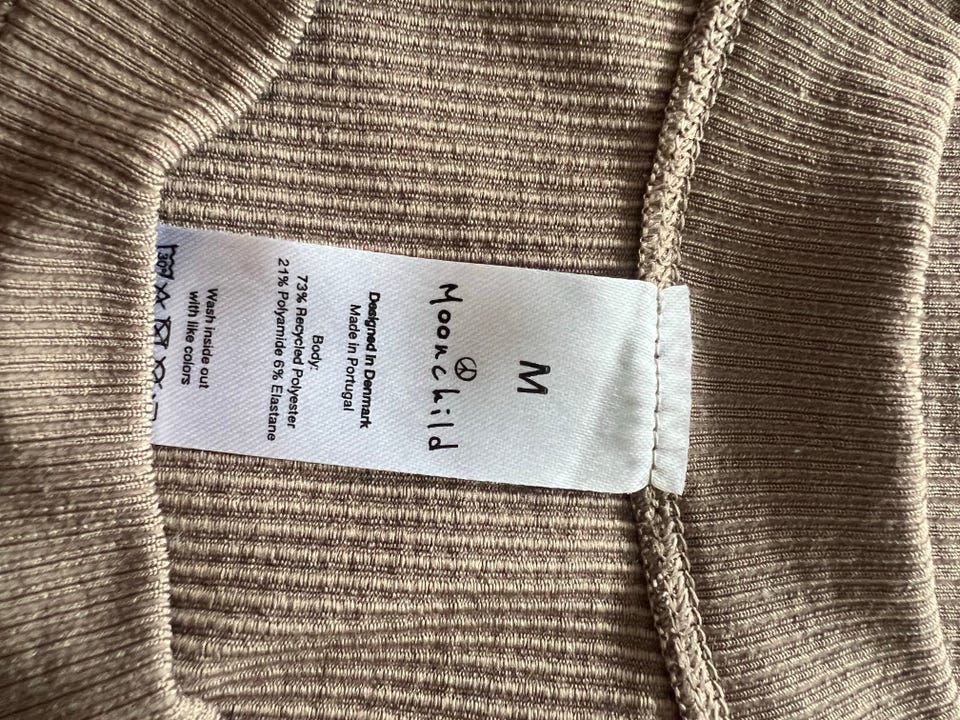 M
Moonchild
Designed in Denmark
Made in Portugal
Body:
73% Recycled Polyester
21% Polyamide 6% Elastane
Wash inside out
with like colors
30°